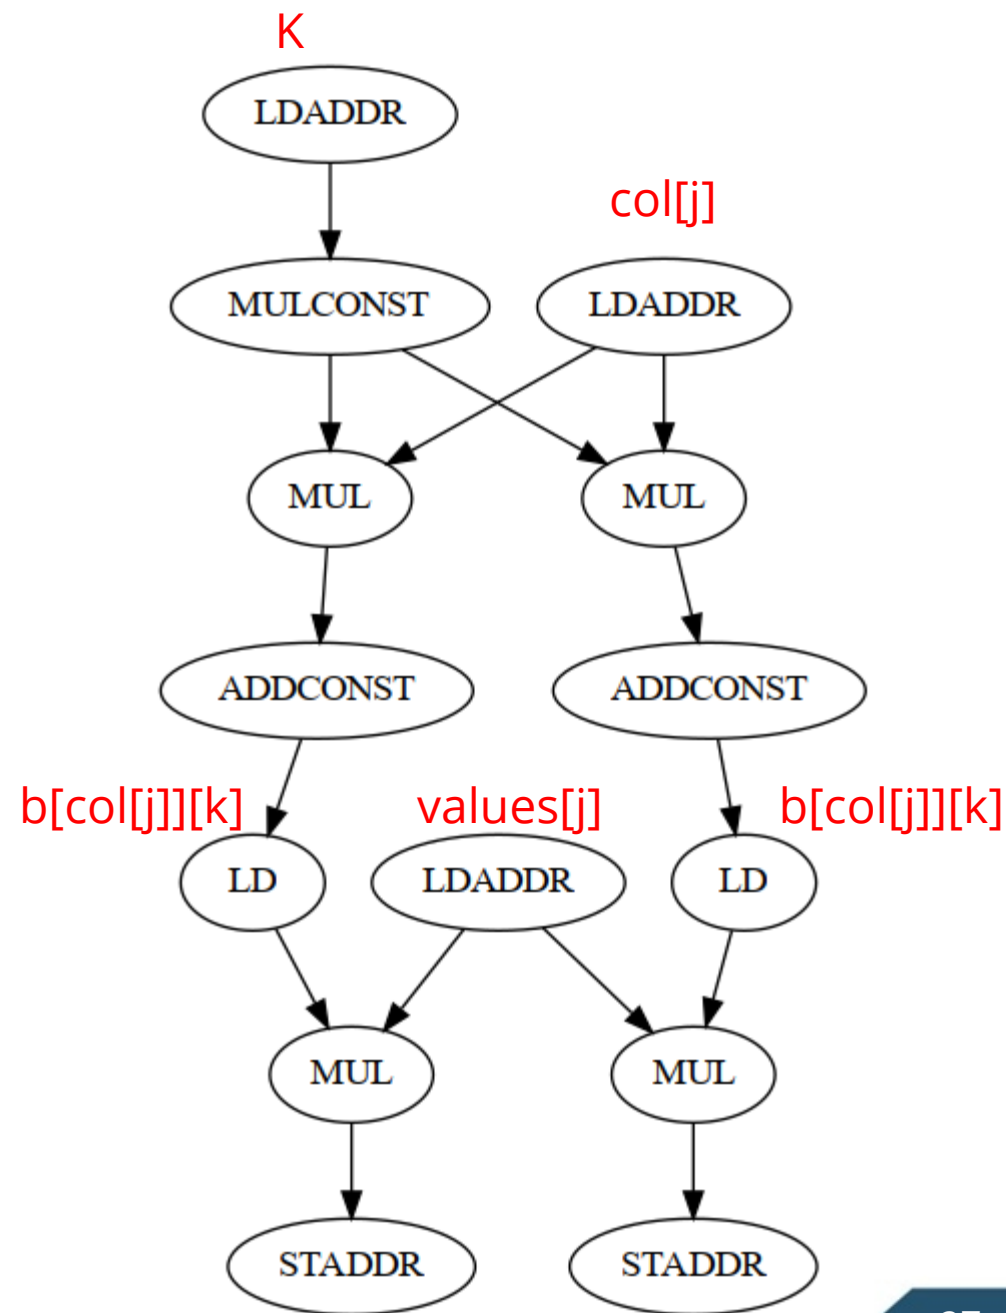 K
LDADDR
col[j]
MULCONST LDADDR
MUL MUL
ADDCONST ADDCONST
b[col[j]][k] values[j] b[col[j]][k]
LD LDADDR LD
MUL MUL
STADDR STADDR